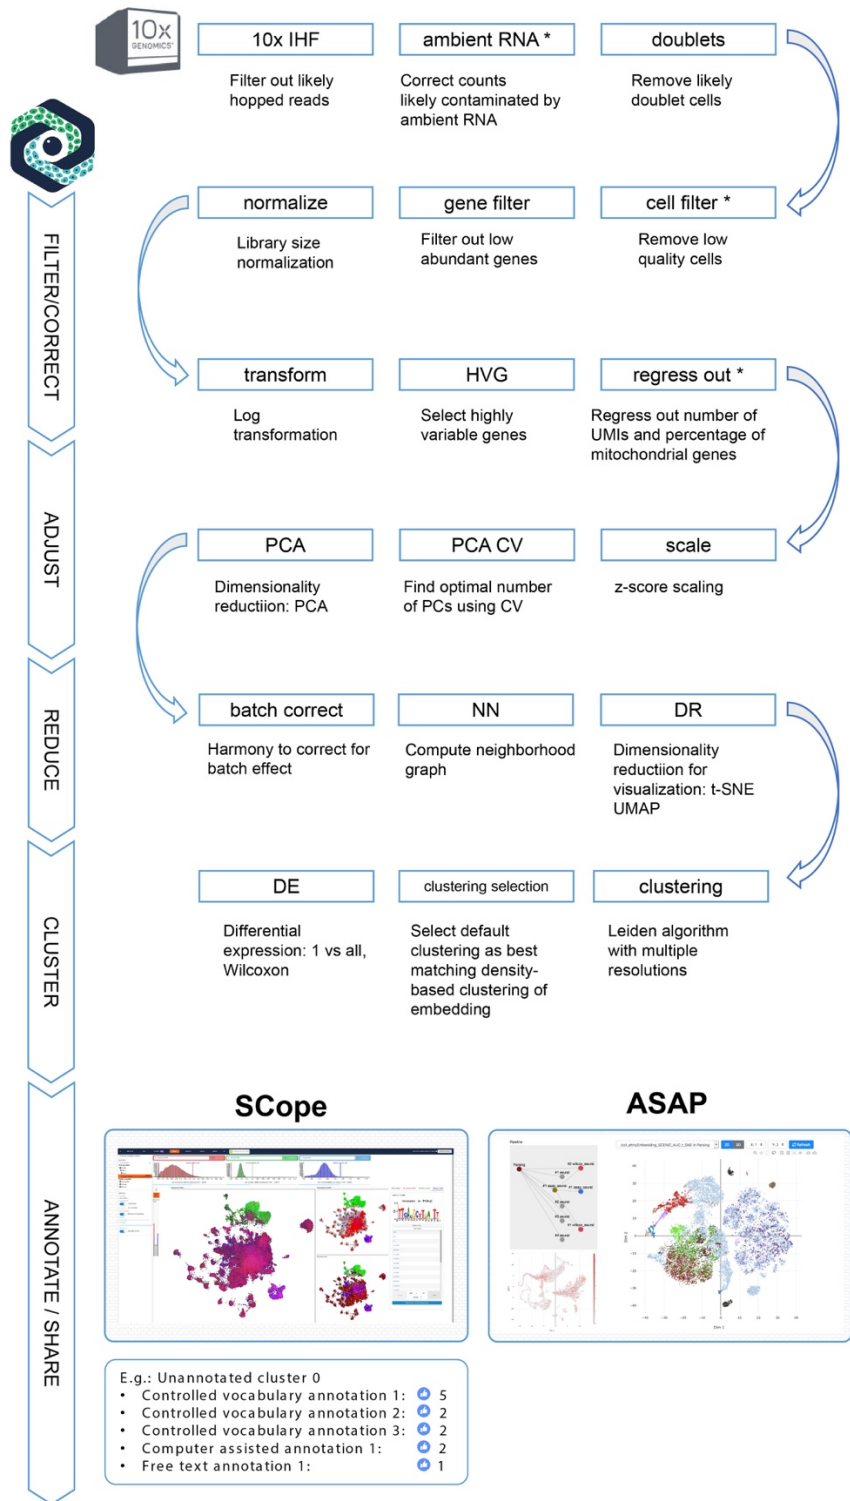 10x
GENOMICS
10x IHF
ambient RNA *
doublets
Filter out likely
hopped reads
Correct counts
likely contaminated by
ambient RNA
Remove likely
doublet cells
FILTER/CORRECT
normalize
gene filter
cell filter *
Library size
normalization
Filter out low
abundant genes
Remove low
quality cells
transform
HVG
regress out *
Log
transformation
Select highly
variable genes
Regress out number of
UMIs and percentage of
mitochondrial genes
ADJUST
PCA
PCA CV
scale
Dimensionality
reductiion: PCA
Find optimal number
of PCs using CV
z-score scaling
REDUCE
batch correct
NN
DR
Harmony to correct for
batch effect
Compute neighborhood
graph
Dimensionality
reductiion for
visualization: t-SNE
UMAP
CLUSTER
DE
clustering selection
clustering
Differential
expression: 1 vs all,
Wilcoxon
Select default
clustering as best
matching density-
based clustering of
embedding
Leiden algorithm
with multiple
resolutions
ANNOTATE / SHARE
SCope
ASAP
Pipeline
Parsing
Refresh
Dim 1
E.g.: Unannotated cluster 0
• Controlled vocabulary annotation 1: 5
• Controlled vocabulary annotation 2: 2
• Controlled vocabulary annotation 3: 2
• Computer assisted annotation 1: 2
• Free text annotation 1: 1